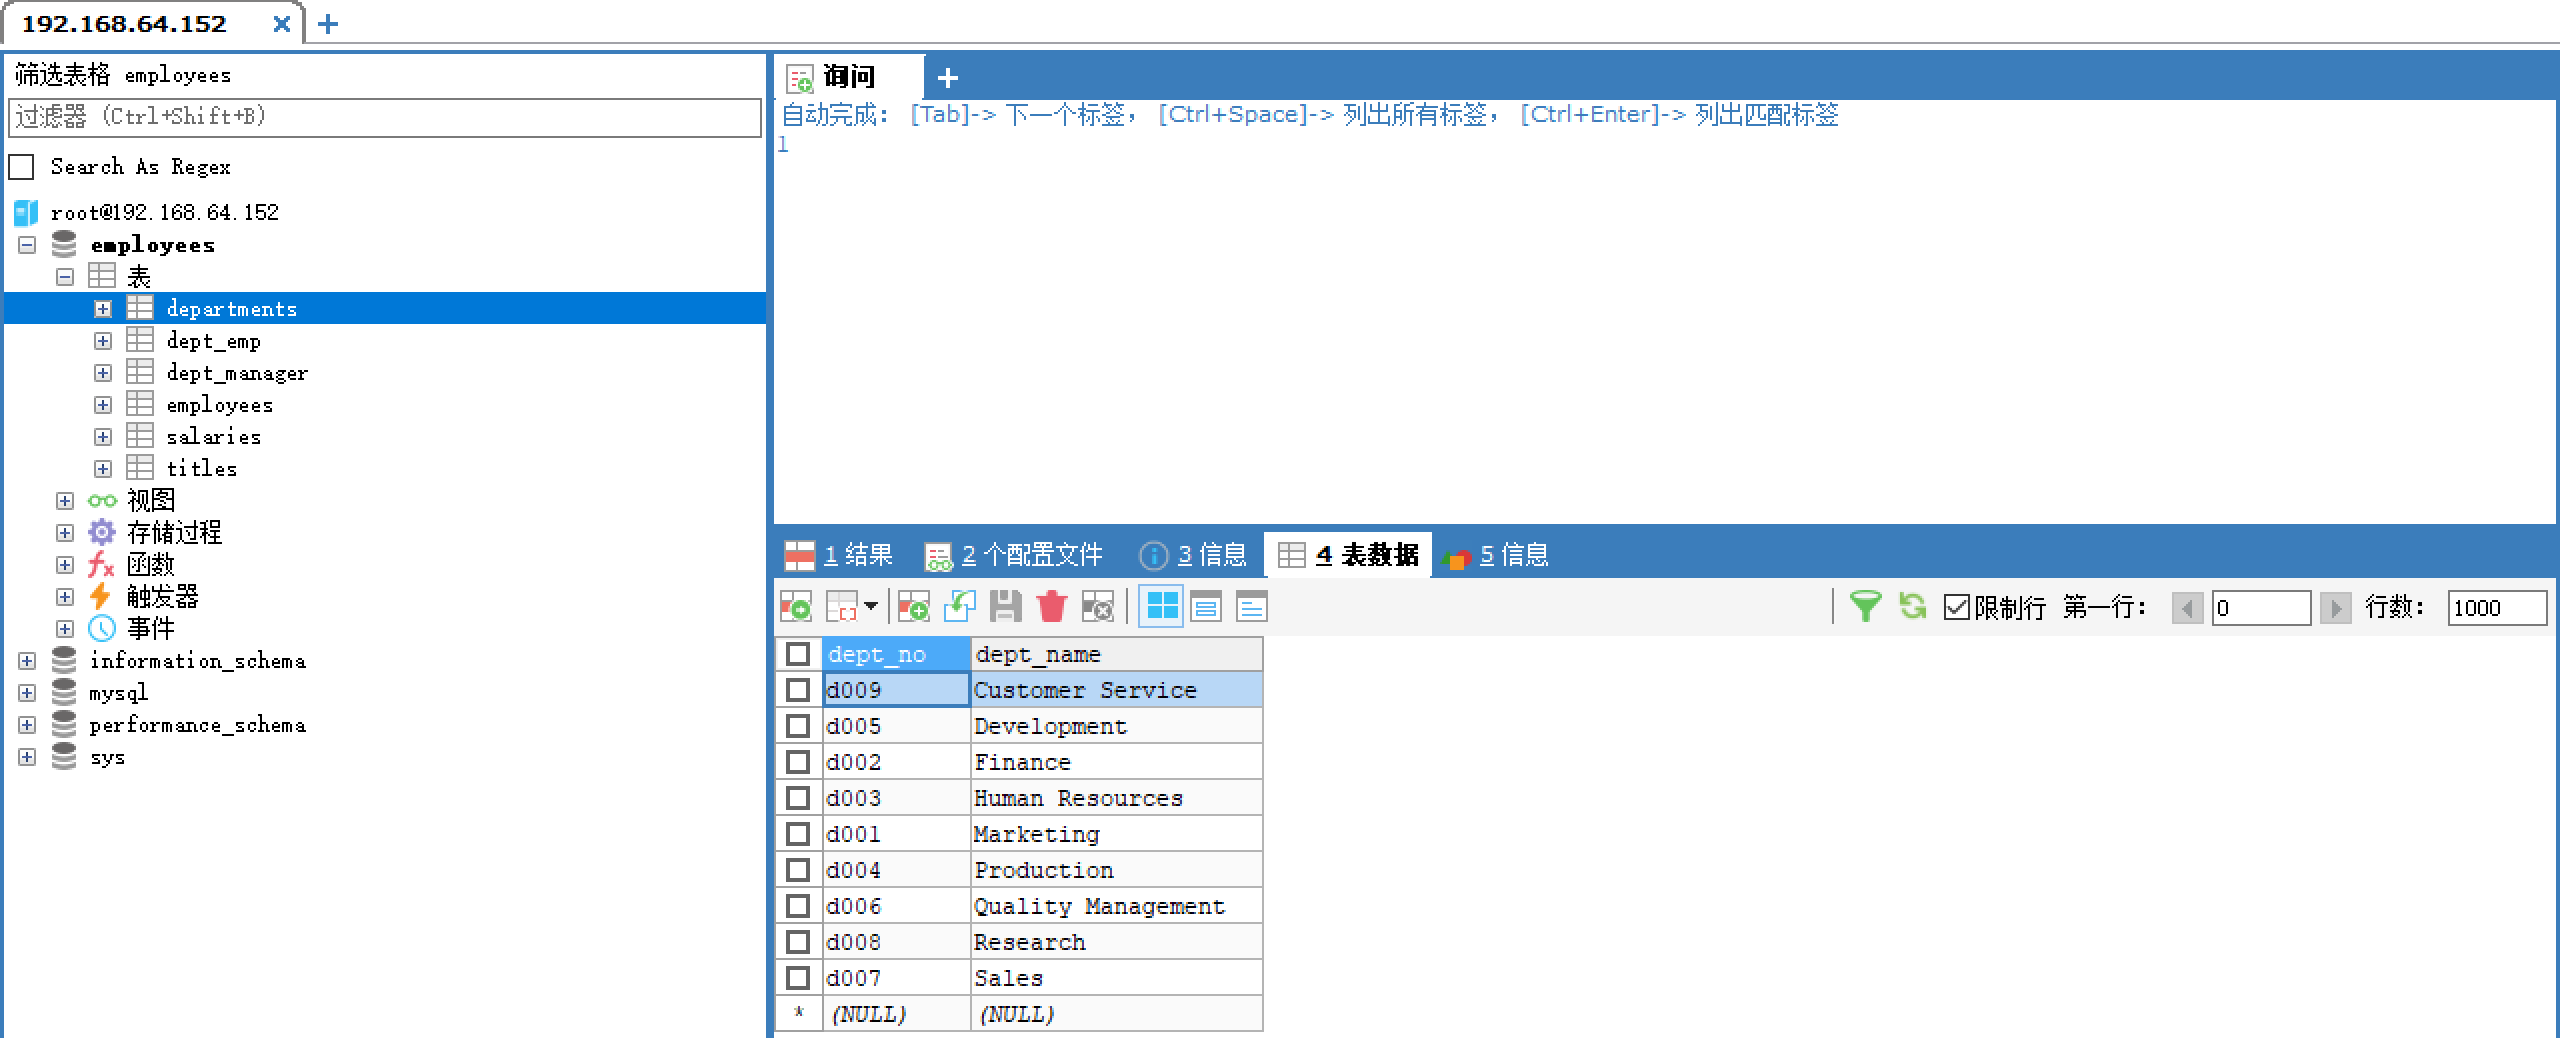 192.168.64.152
筛选表格 employees
过滤器 (Ctrl+Shift+B)
Search As Regex
root@192.168.64.152
employees
表
departments
dept_emp
dept_manager
employees
salaries
titles
视图
存储过程
函数
触发器
事件
information_schema
mysql
performance_schema
sys
询问
自动完成： [Tab]-> 下一个标签， [Ctrl+Space]-> 列出所有标签， [Ctrl+Enter]-> 列出匹配标签
1
1 结果 2 个配置文件 3 信息 4 表数据 5 信息
限制行 第一行： 0 行数： 1000
dept_no dept_name
d009 Customer Service
d005 Development
d002 Finance
d003 Human Resources
d001 Marketing
d004 Production
d006 Quality Management
d008 Research
d007 Sales
* (NULL) (NULL)